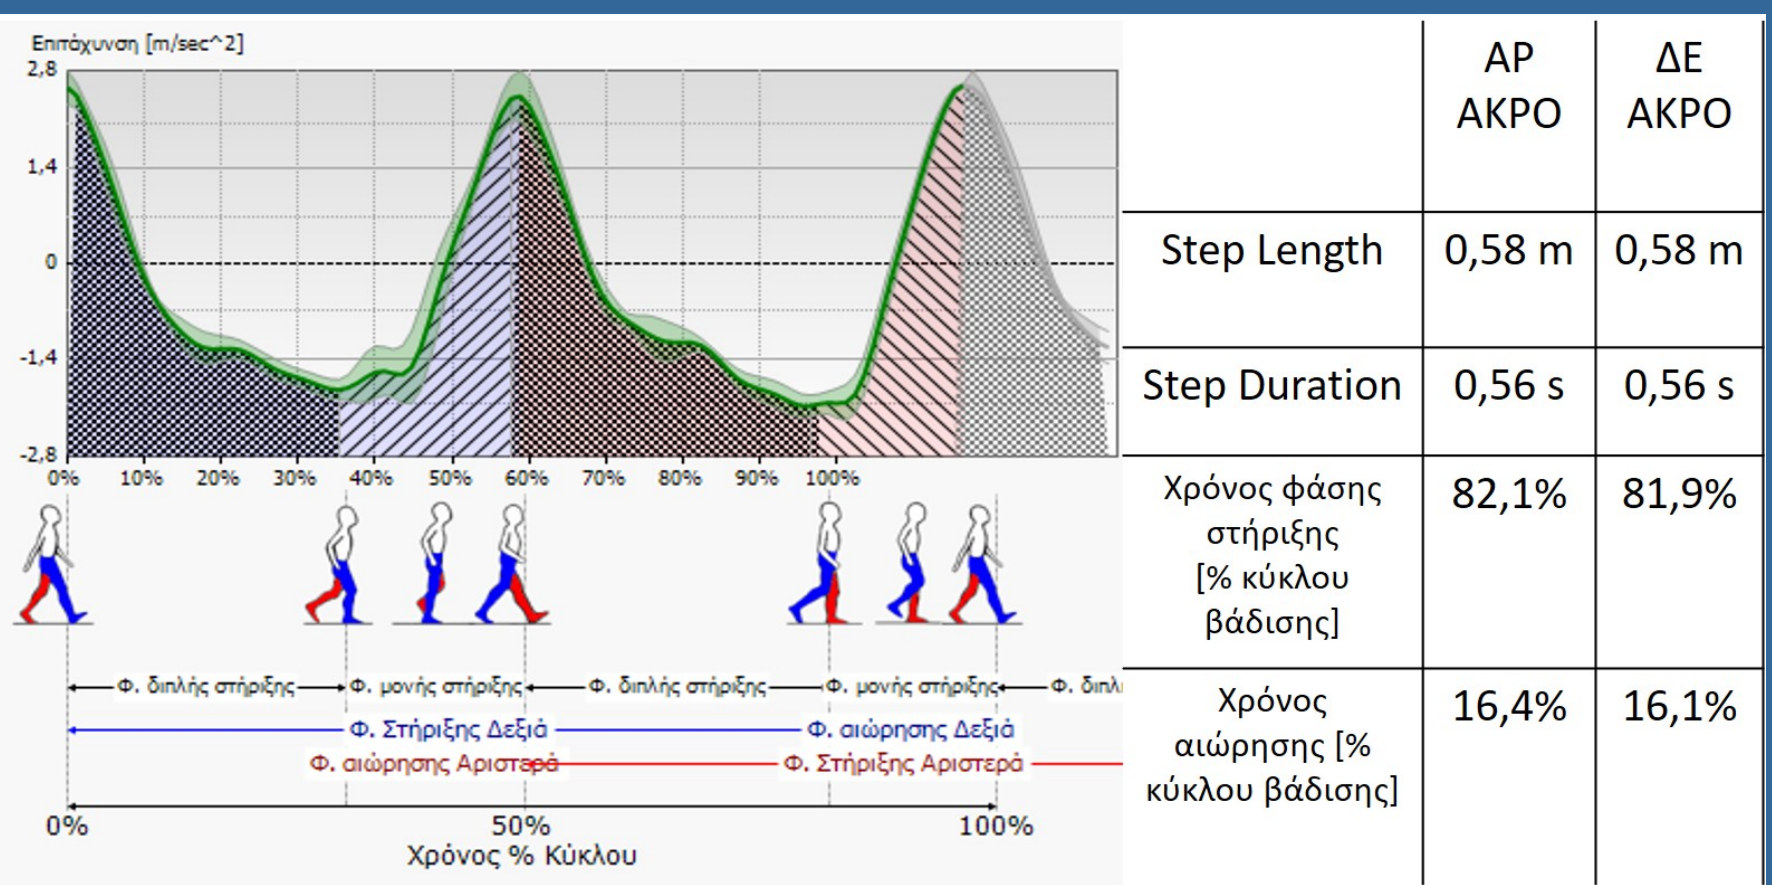 Επιτάχυνση [m/sec^2]
2,8
1,4
0
-1,4
-2,8
0% 10% 20% 30% 40% 50% 60% 70% 80% 90% 100%
Φ. διπλής στήριξης Φ. μονής στήριξης Φ. διπλής στήριξης Φ. μονής στήριξης Φ. διπλ
Φ. Στήριξης Δεξιά Φ. αιώρησης Δεξιά
Φ. αιώρησης Αριστερά Φ. Στήριξης Αριστερά
0% 50% 100%
Χρόνος % Κύκλου
ΑΡ ΔΕ
ΑΚΡΟ ΑΚΡΟ
Step Length 0,58 m 0,58 m
Step Duration 0,56 s 0,56 s
Χρόνος φάσης 82,1% 81,9%
στήριξης
[% κύκλου
βάδισης]
Χρόνος 16,4% 16,1%
αιώρησης [%
κύκλου βάδισης]